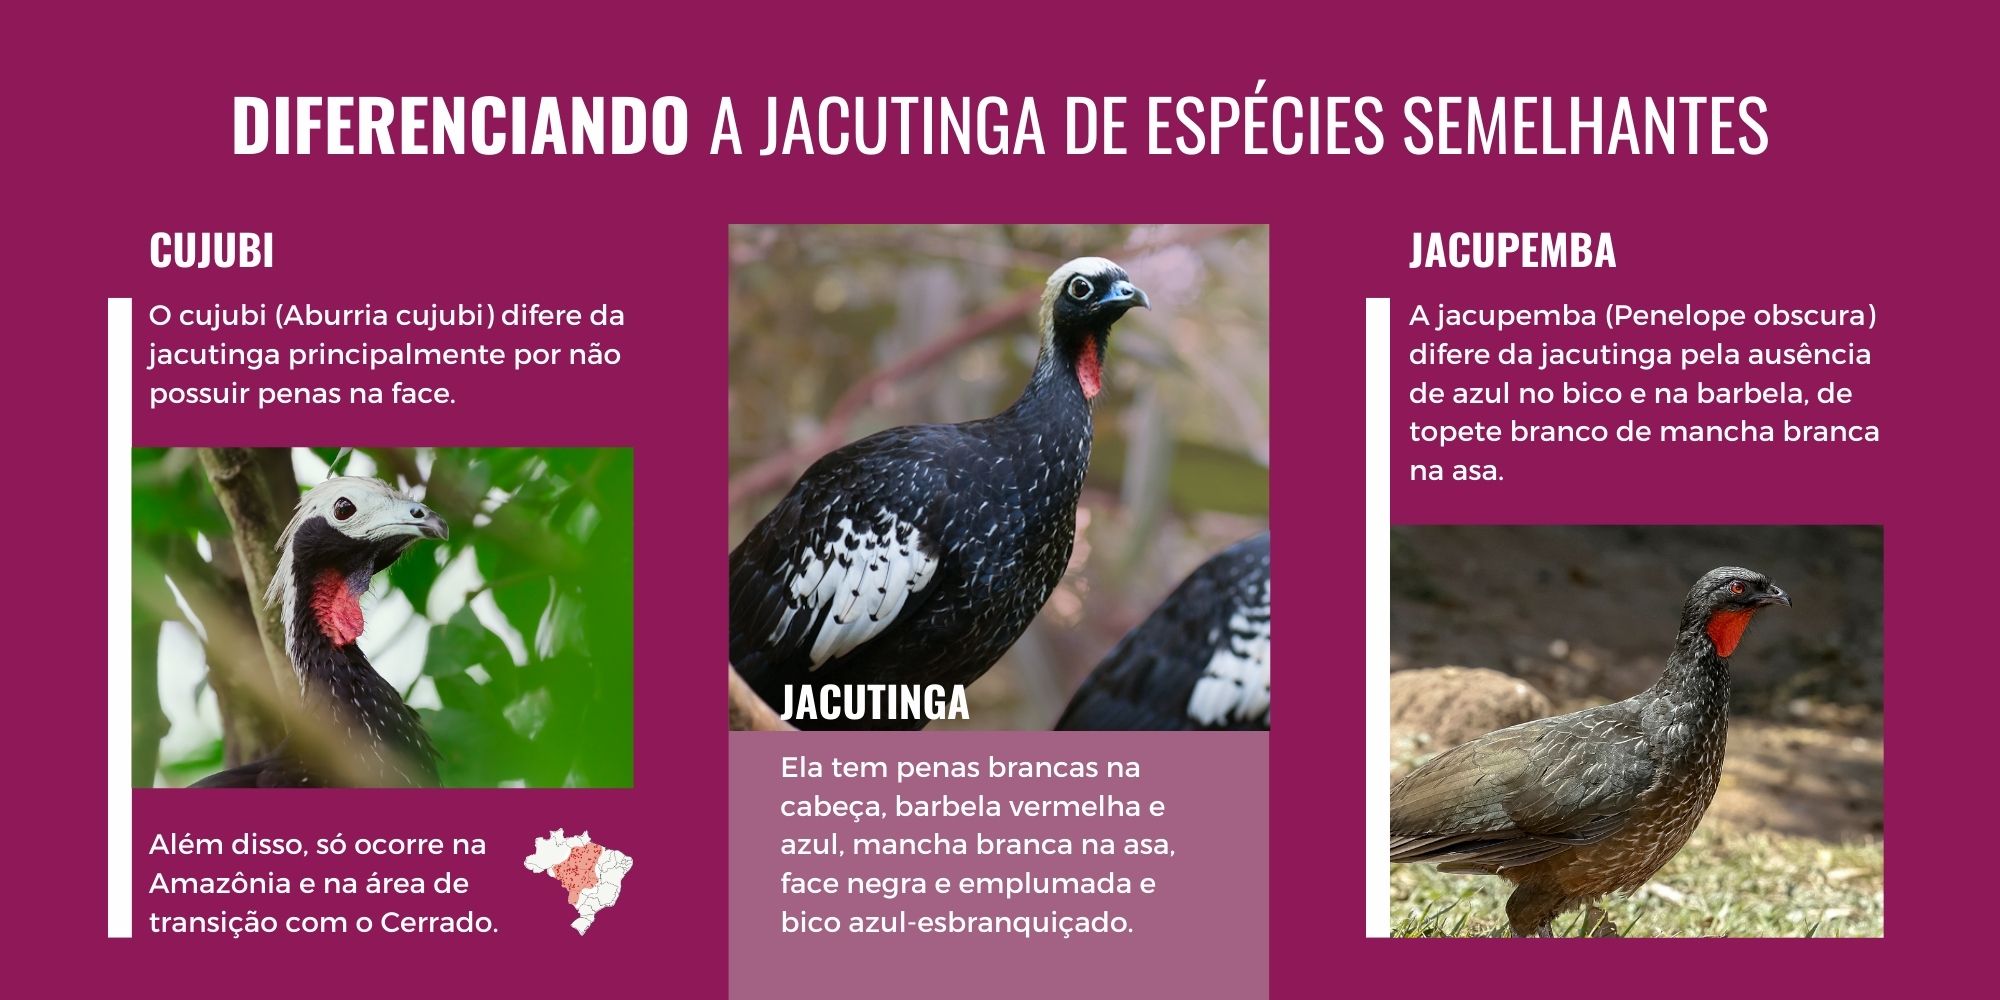 DIFERENCIANDO A JACUTINGA DE ESPÉCIES SEMELHANTES
CUJUBI
O cujubi (Aburria cujubi) difere da
jacutinga principalmente por não
possuir penas na face.
Além disso, só ocorre na
Amazônia e na área de
transição com o Cerrado.
JACUTINGA
Ela tem penas brancas na
cabeça, barbela vermelha e
azul, mancha branca na asa,
face negra e emplumada e
bico azul-esbranquiçado.
JACUPEMBA
A jacupemba (Penelope obscura)
difere da jacutinga pela ausência
de azul no bico e na barbela, de
topete branco de mancha branca
na asa.